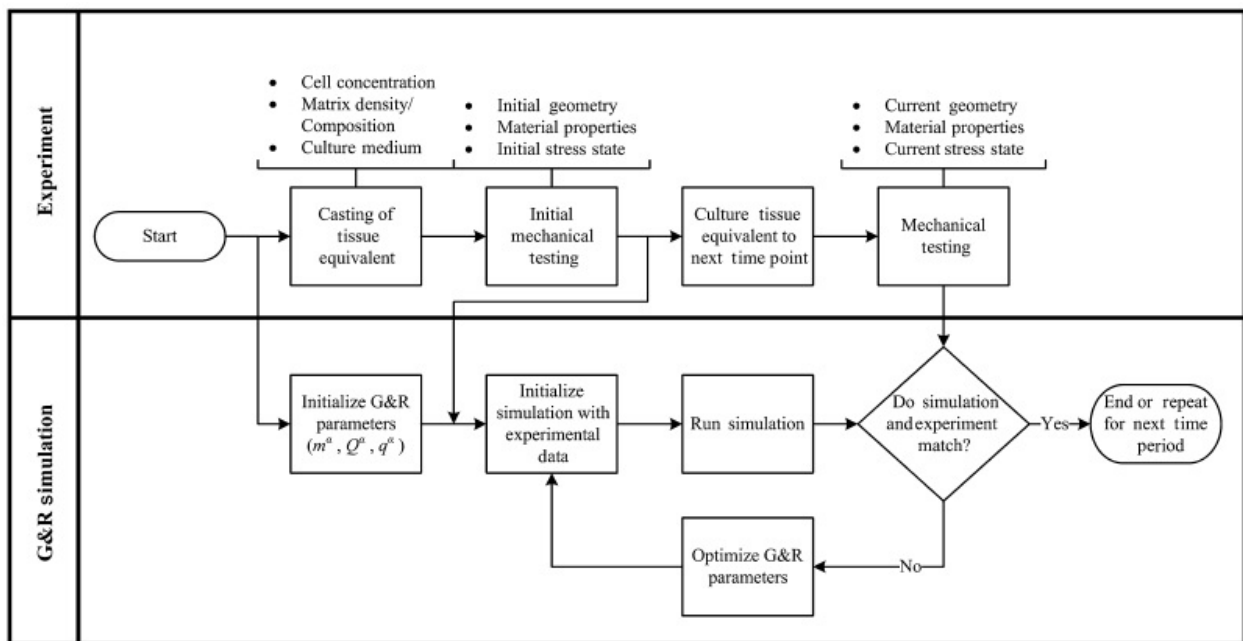 Experiment
• Cell concentration
• Matrix density/
Composition
• Culture medium
• Initial geometry
• Material properties
• Initial stress state
• Current geometry
• Material properties
• Current stress state
Start
Casting of
tissue
equivalent
Initial
mechanical
testing
Culture tissue
equivalent to
next time point
Mechanical
testing
G&R simulation
Initialize G&R
parameters
(mᵅ, Qᵅ, qᵅ)
Initialize
simulation with
experimental
data
Run simulation
Do simulation
and experiment
match?
Yes
End or repeat
for next time
period
No
Optimize G&R
parameters